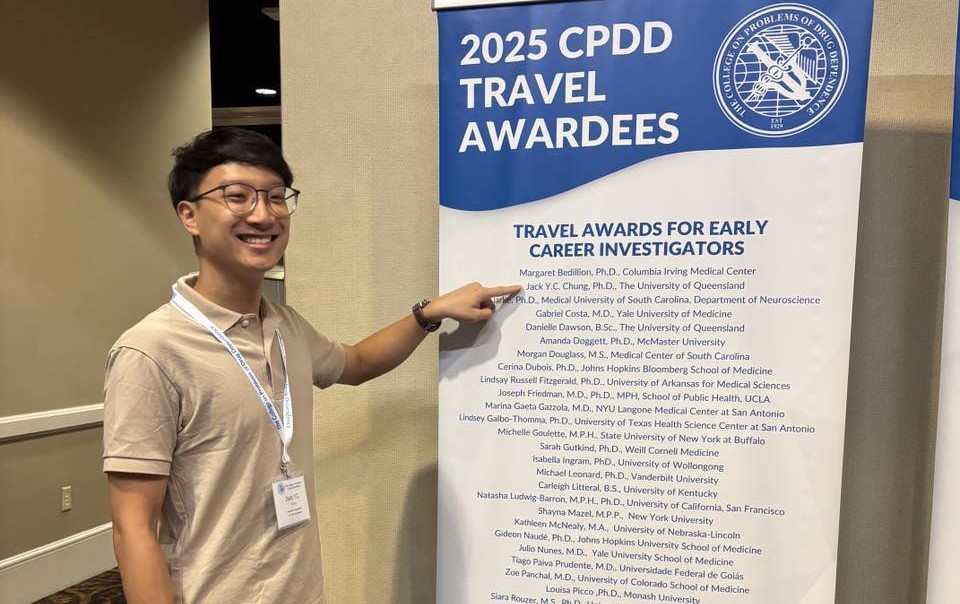 2025 CPDD
TRAVEL
AWARDEES
THE COLLEGE ON PROBLEMS OF DRUG DEPENDENCE
EST
1929
TRAVEL AWARDS FOR EARLY
CAREER INVESTIGATORS
Margaret Bedillion, Ph.D., Columbia Irving Medical Center
Jack Y.C. Chung, Ph.D., The University of Queensland
Ph.D., Medical University of South Carolina, Department of Neuroscience
Gabriel Costa, M.D., Yale University of Medicine
Danielle Dawson, B.Sc., The University of Queensland
Amanda Doggett, Ph.D., McMaster University
Morgan Douglass, M.S., Medical Center of South Carolina
Cerina Dubois, Ph.D., Johns Hopkins Bloomberg School of Medicine
Lindsay Russell Fitzgerald, Ph.D., University of Arkansas for Medical Sciences
Joseph Friedman, M.D., Ph.D., MPH, School of Public Health, UCLA
Marina Gaeta Gazzola, M.D., NYU Langone Medical Center at San Antonio
Lindsey Galbo-Thomma, Ph.D., University of Texas Health Science Center at San Antonio
Michelle Goulette, M.P.H., State University of New York at Buffalo
Sarah Gutkind, Ph.D., Weill Cornell Medicine
Isabella Ingram, PhD., University of Wollongong
Michael Leonard, Ph.D., Vanderbilt University
Carleigh Litteral, B.S., University of Kentucky
Natasha Ludwig-Barron, M.P.H., Ph.D., University of California, San Francisco
Shayna Mazel, M.P.P., New York University
Kathleen McNealy, M.A., University of Nebraska-Lincoln
Gideon Naudé, Ph.D., Johns Hopkins University School of Medicine
Julio Nunes, M.D., Yale University School of Medicine
Tiago Paiva Prudente, M.D., Universidade Federal de Goiás
Zoe Panchal, M.D., University of Colorado School of Medicine
Louisa Picco ,Ph.D., Monash University
Siara Rouzer, M.S., Ph.D.,
Jack Y.C.